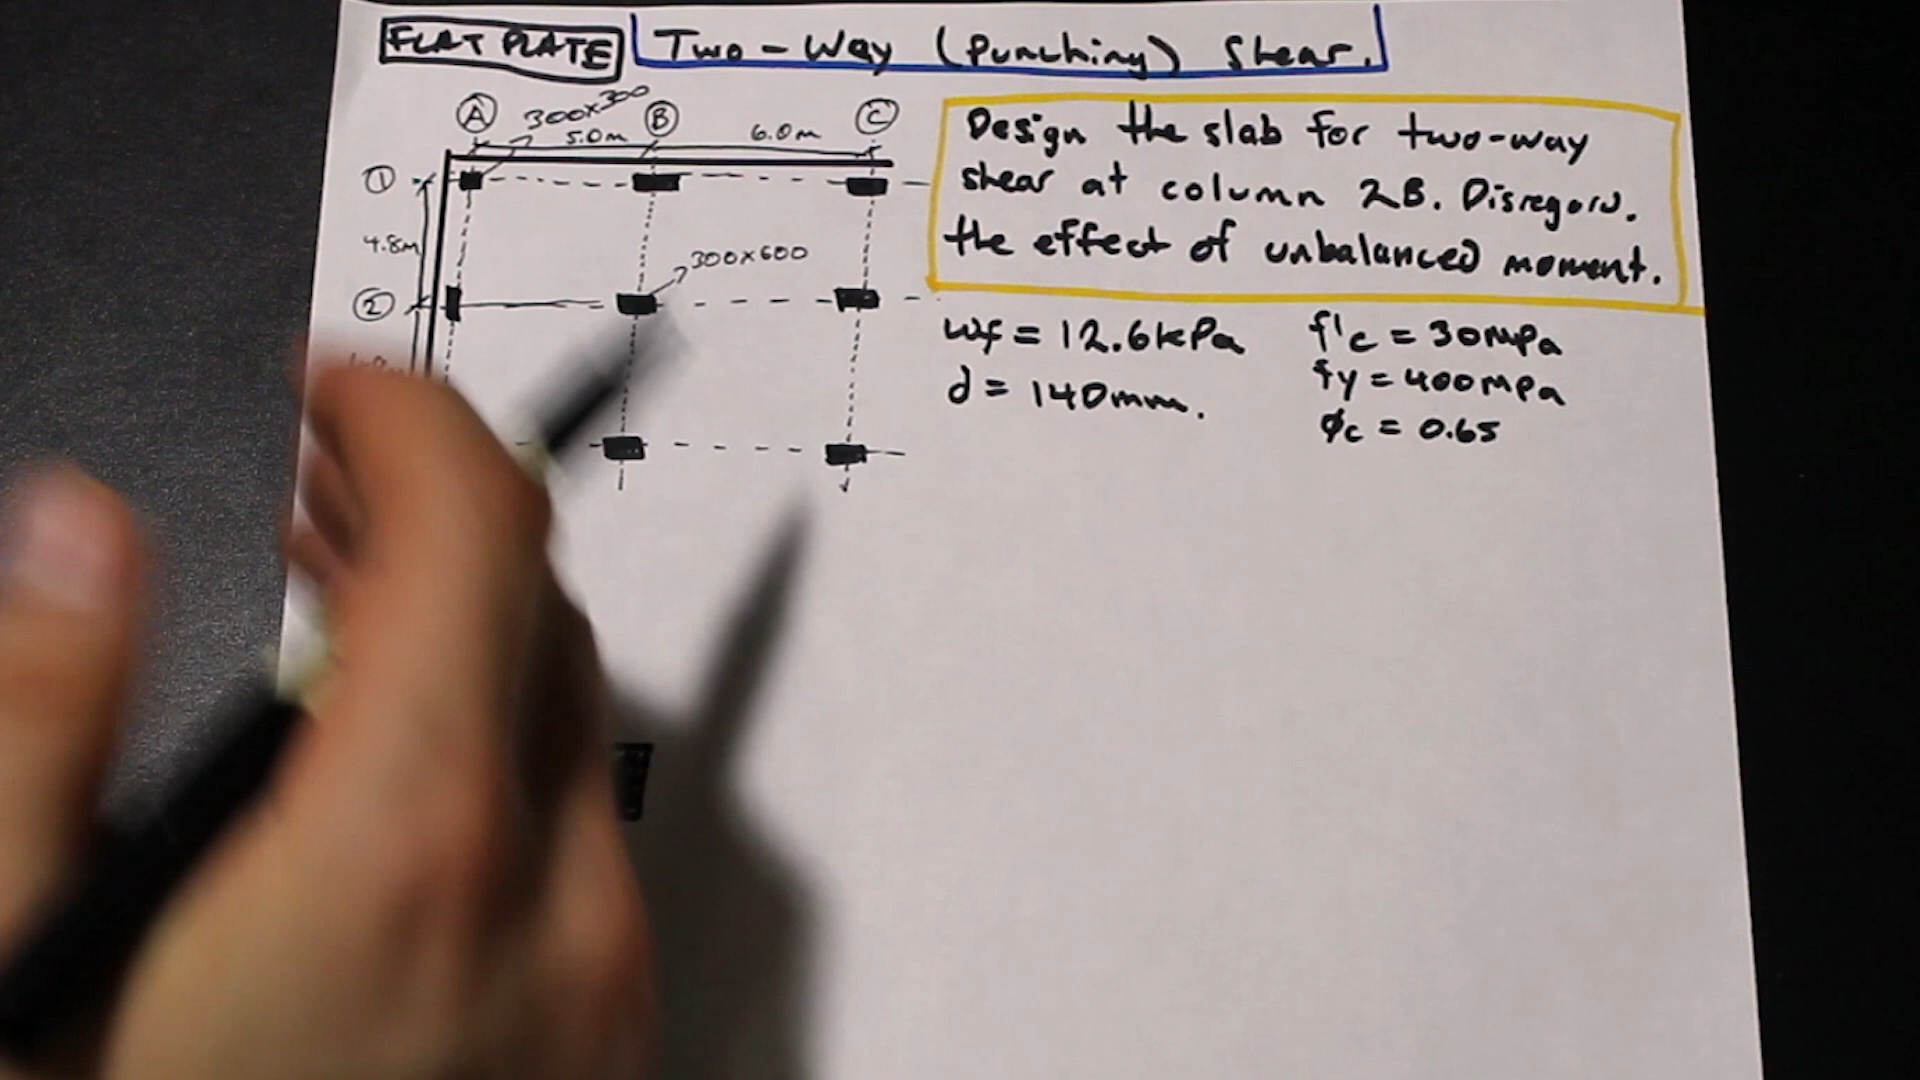 FLAT PLATE
Two-Way (Punching) Shear.
A
300x300
B
C
5.0m
6.0m
1
4.8m
300x600
2
Design the slab for two-way
shear at column 2B. Disregard.
the effect of unbalanced moment.
wf = 12.6kPa
d = 140mm.
f'c = 30MPa
fy = 400MPa
φc = 0.65